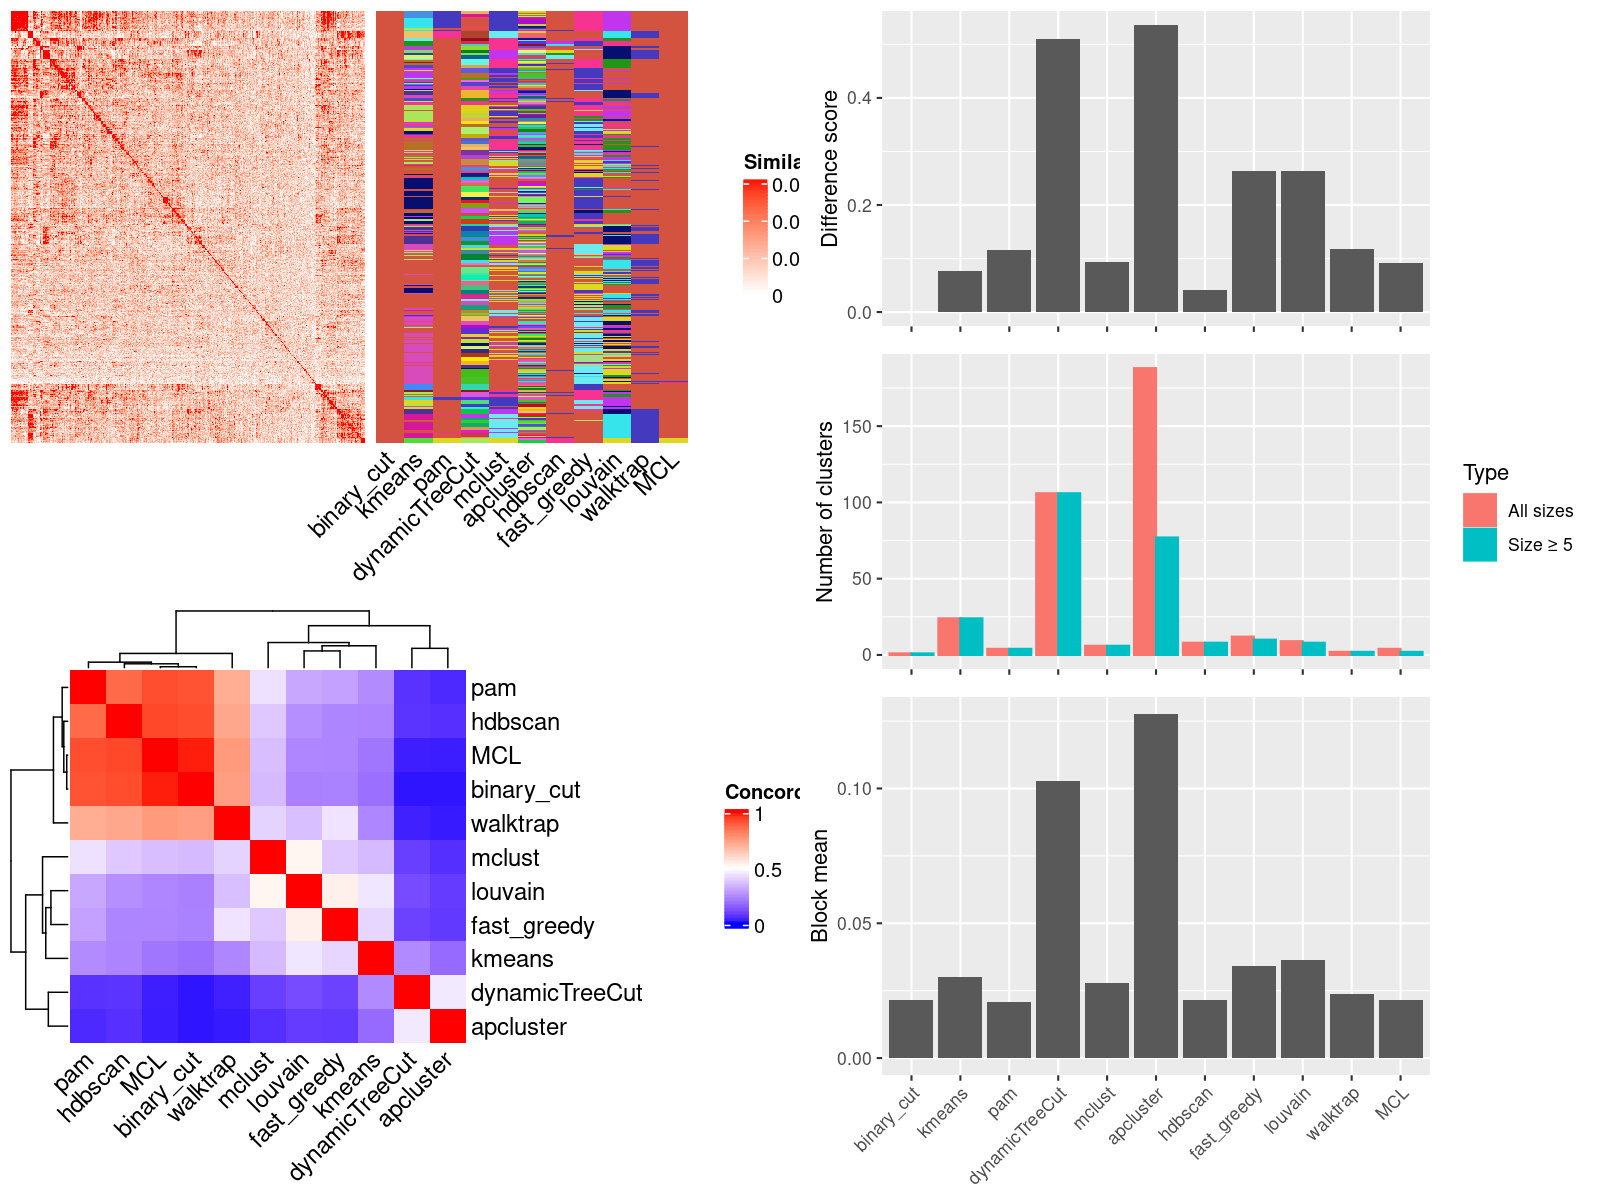 Simila
0.0
0.0
0.0
0
binary_cut
kmeans
pam
dynamicTreeCut
mclust
apcluster
hdbscan
fast_greedy
louvain
walktrap
MCL
pam
hdbscan
MCL
binary_cut
walktrap
mclust
louvain
fast_greedy
kmeans
dynamicTreeCut
apcluster
pam
hdbscan
MCL
binary_cut
walktrap
mclust
louvain
fast_greedy
kmeans
dynamicTreeCut
apcluster
Concord
1
0.5
0
Difference score
0.4
0.2
0.0
Number of clusters
150
100
50
0
Type
All sizes
Size ≥ 5
Block mean
0.10
0.05
0.00
binary_cut
kmeans
pam
dynamicTreeCut
mclust
apcluster
hdbscan
fast_greedy
louvain
walktrap
MCL